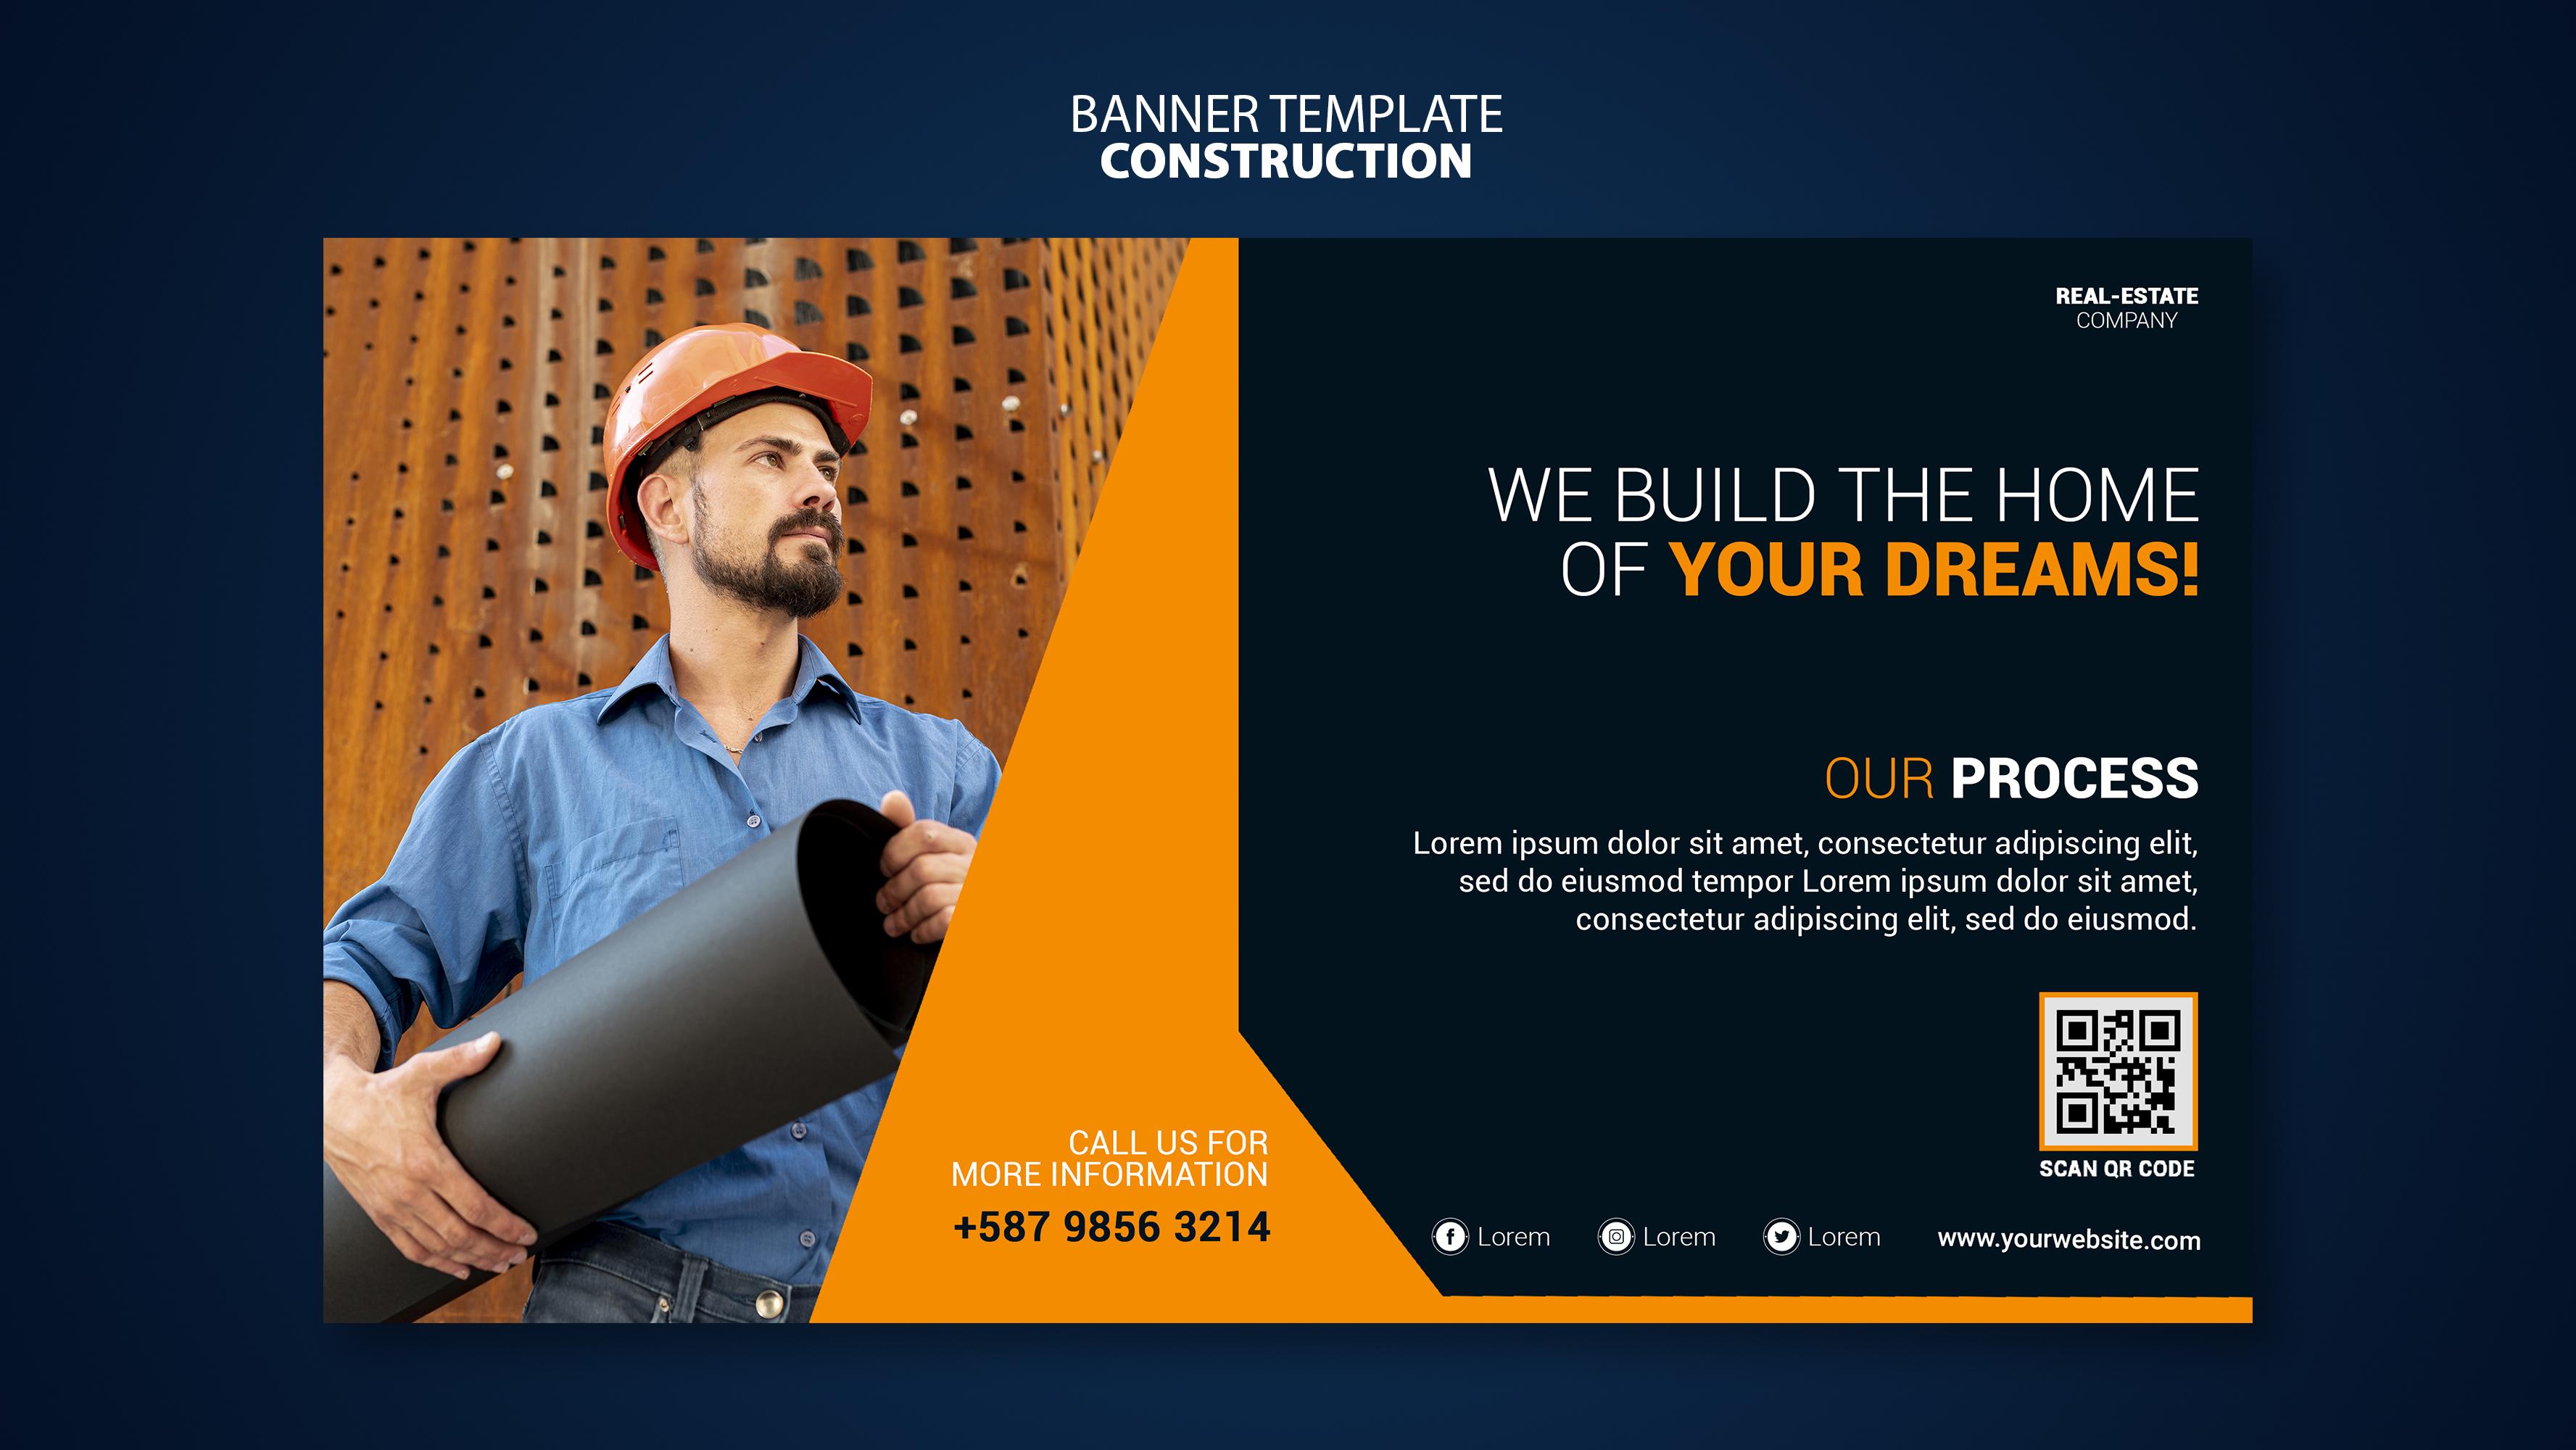 BANNER TEMPLATE
CONSTRUCTION
REAL-ESTATE
COMPANY
WE BUILD THE HOME
OF YOUR DREAMS!
OUR PROCESS
Lorem ipsum dolor sit amet, consectetur adipiscing elit,
sed do eiusmod tempor Lorem ipsum dolor sit amet,
consectetur adipiscing elit, sed do eiusmod.
SCAN QR CODE
CALL US FOR
MORE INFORMATION
+587 9856 3214
Lorem Lorem Lorem www.yourwebsite.com